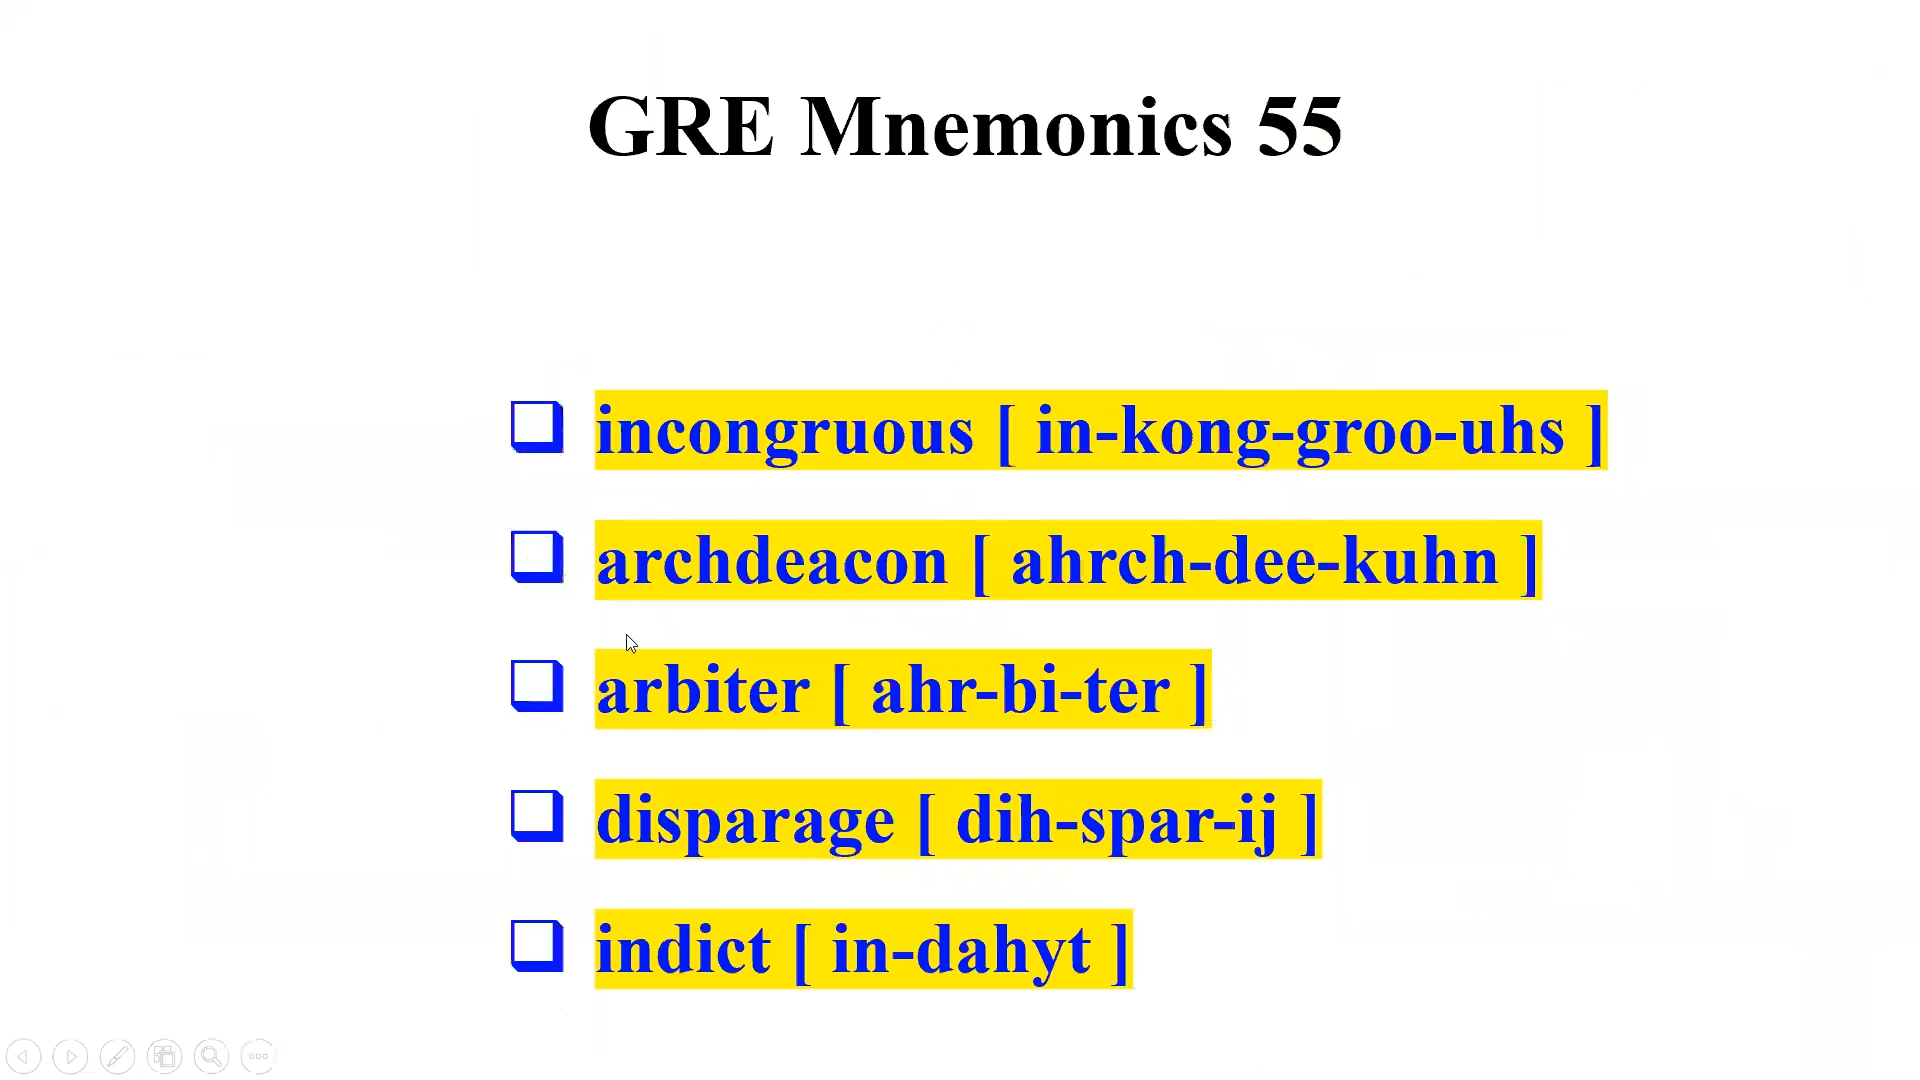 GRE Mnemonics 55
incongruous [ in-kong-groo-uhs ]
archdeacon [ ahrch-dee-kuhn ]
arbiter [ ahr-bi-ter ]
disparage [ dih-spar-ij ]
indict [ in-dahyt ]